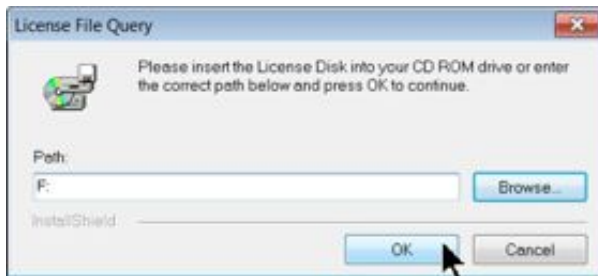 License File Query
Please insert the License Disk into your CD ROM drive or enter
the correct path below and press OK to continue.
Path:
F:
Browse...
InstallShield
OK
Cancel